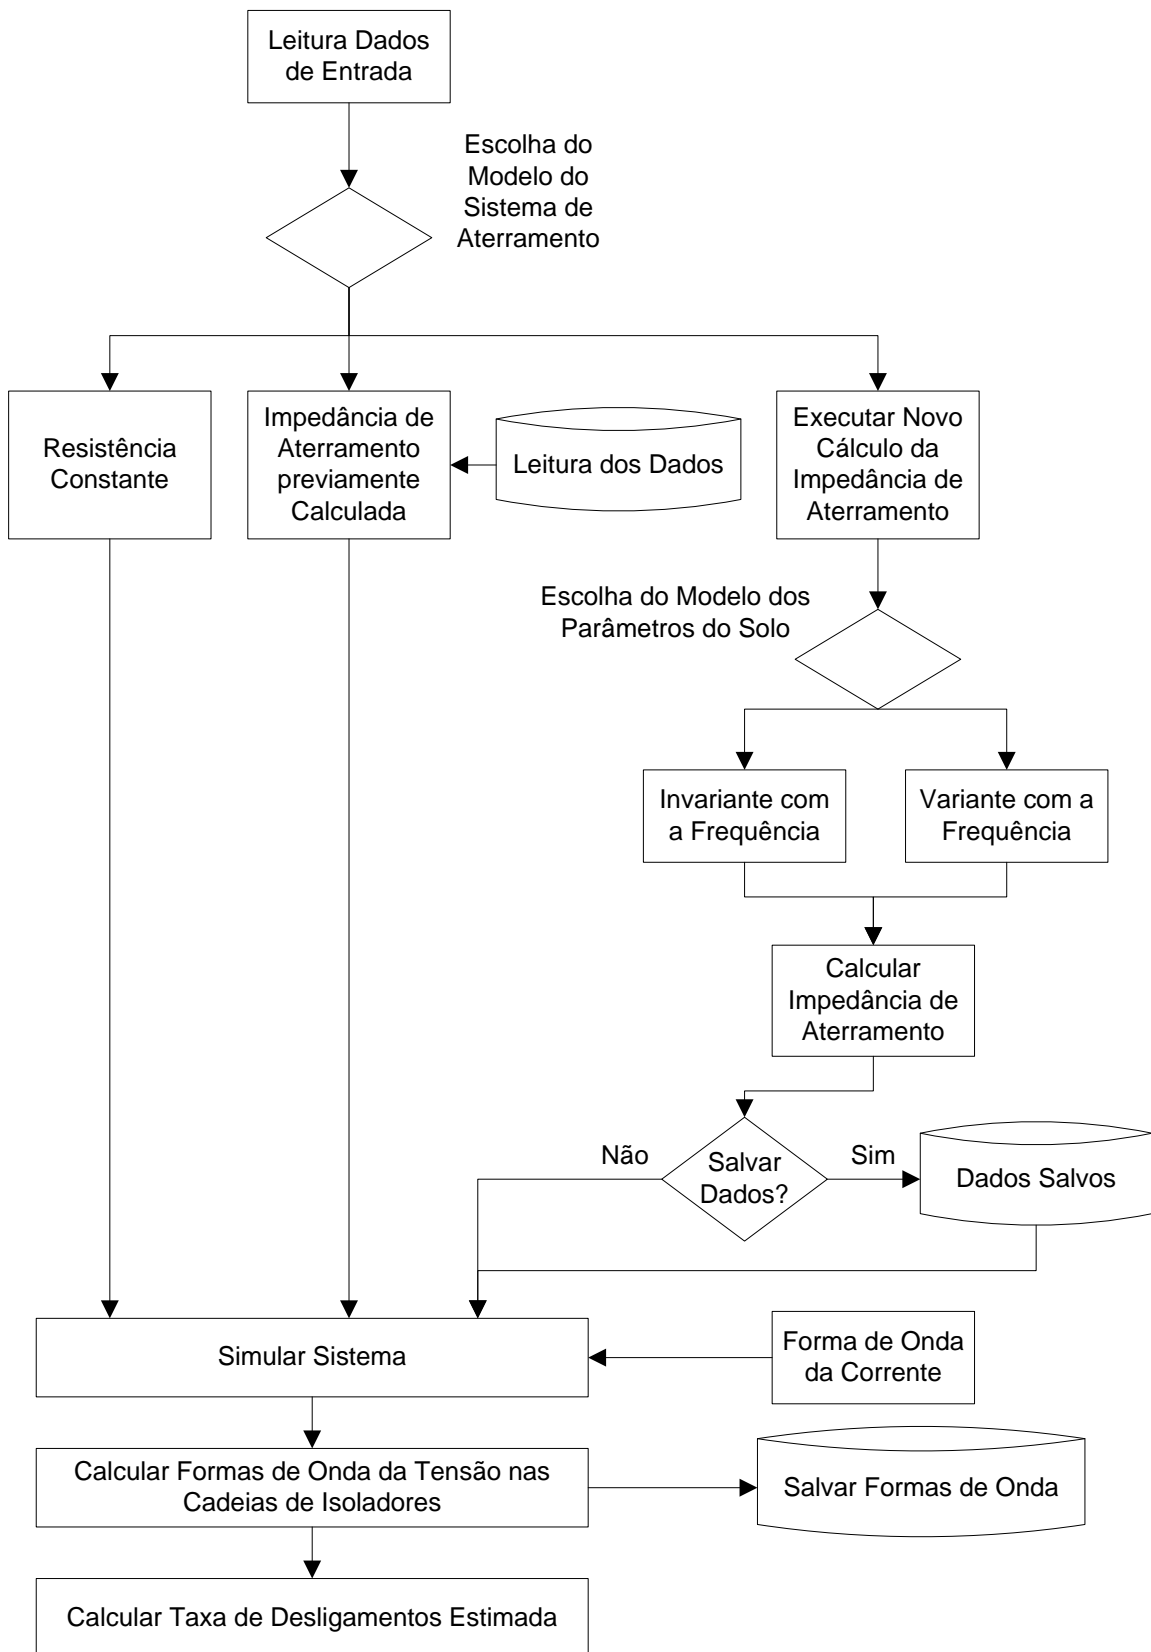 Leitura Dados
de Entrada
Escolha do
Modelo do
Sistema de
Aterramento
Resistência
Constante
Impedância de
Aterramento
previamente
Calculada
Leitura dos Dados
Executar Novo
Cálculo da
Impedância de
Aterramento
Escolha do Modelo dos
Parâmetros do Solo
Invariante com
a Frequência
Variante com a
Frequência
Calcular
Impedância de
Aterramento
Não
Salvar
Dados?
Sim
Dados Salvos
Simular Sistema
Forma de Onda
da Corrente
Calcular Formas de Onda da Tensão nas
Cadeias de Isoladores
Salvar Formas de Onda
Calcular Taxa de Desligamentos Estimada